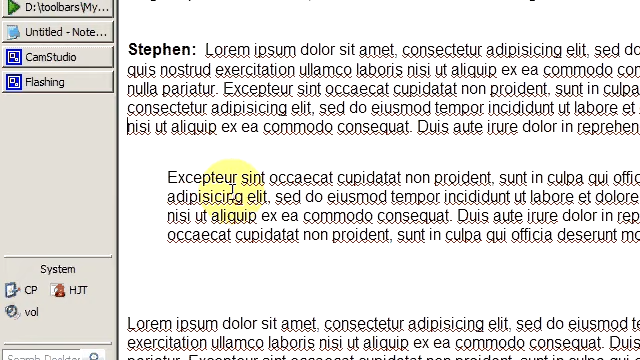 D:\toolbars\My...
Untitled - Note...
CamStudio
Flashing
System
CP HJT
vol
Search Desktop
Stephen: Lorem ipsum dolor sit amet, consectetur adipisicing elit, sed do
quis nostrud exercitation ullamco laboris nisi ut aliquip ex ea commodo con
nulla pariatur. Excepteur sint occaecat cupidatat non proident, sunt in culpa
consectetur adipisicing elit, sed do eiusmod tempor incididunt ut labore et
nisi ut aliquip ex ea commodo consequat. Duis aute irure dolor in reprehen
Excepteur sint occaecat cupidatat non proident, sunt in culpa qui offic
adipisicing elit, sed do eiusmod tempor incididunt ut labore et dolore
nisi ut aliquip ex ea commodo consequat. Duis aute irure dolor in rep
occaecat cupidatat non proident, sunt in culpa qui officia deserunt mo
Lorem ipsum dolor sit amet, consectetur adipisicing elit, sed do eiusmod t
exercitation ullamco laboris nisi ut aliquip ex ea commodo consequat. Duis